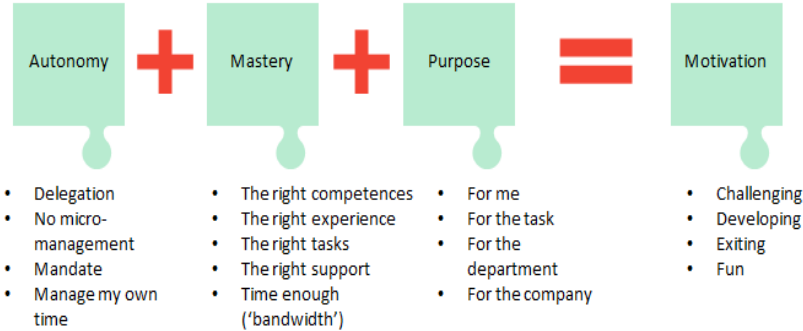 Autonomy
+
Mastery
+
Purpose
=
Motivation
• Delegation
• No micro-
management
• Mandate
• Manage my own
time
• The right competences
• The right experience
• The right tasks
• The right support
• Time enough
(‘bandwidth’)
• For me
• For the task
• For the
department
• For the company
• Challenging
• Developing
• Exiting
• Fun